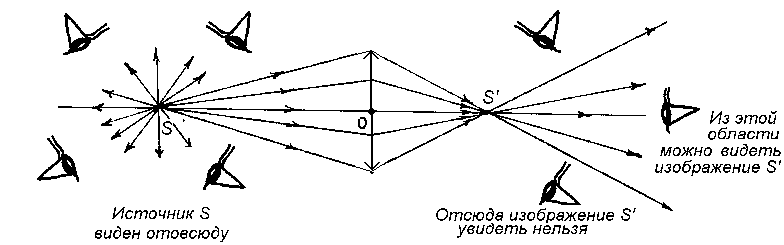 S
O
S'
Из этой
области
можно видеть
изображение S'
Источник S
виден отовсюду
Отсюда изображение S'
увидеть нельзя